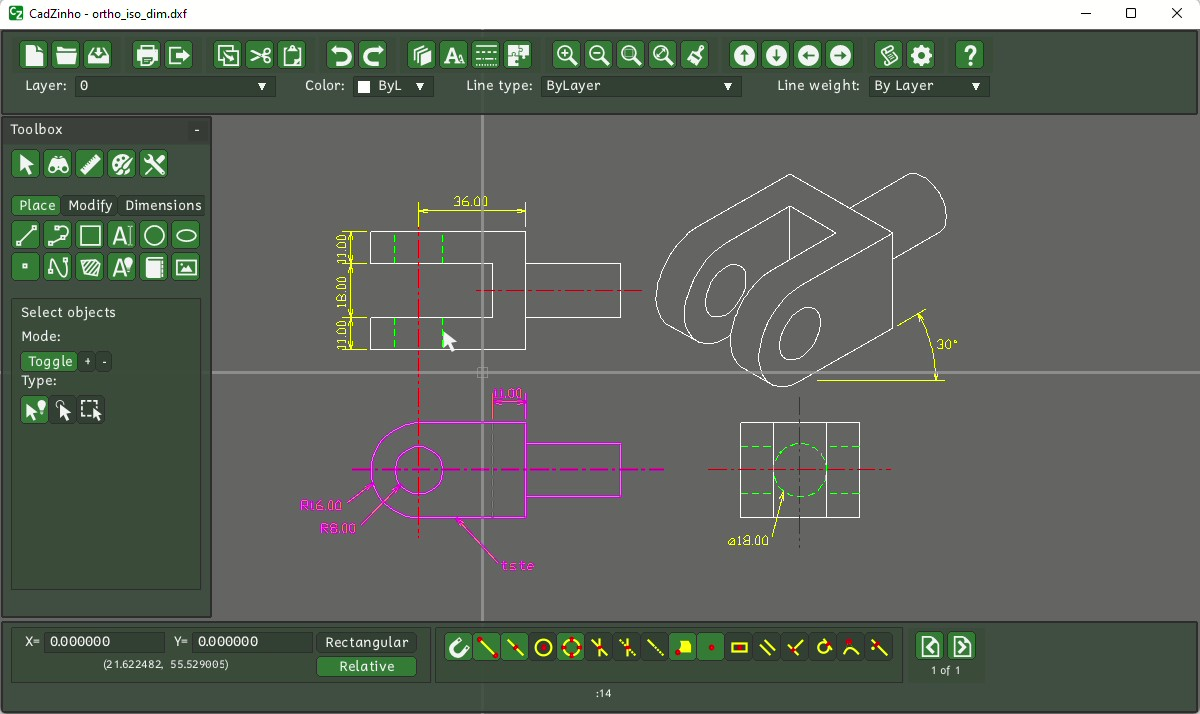 CadZinho - ortho_iso_dim.dxf
Layer: 0 Color: ByL Line type: ByLayer Line weight: By Layer
Toolbox -
Place Modify Dimensions
Select objects
Mode:
Toggle + -
Type:
36.00
11.00
18.00
11.00
30°
11.00
R16.00
R8.00
tste
⌀18.00
X= 0.000000 Y= 0.000000 Rectangular
(21.622482, 55.529005) Relative
1 of 1
:14